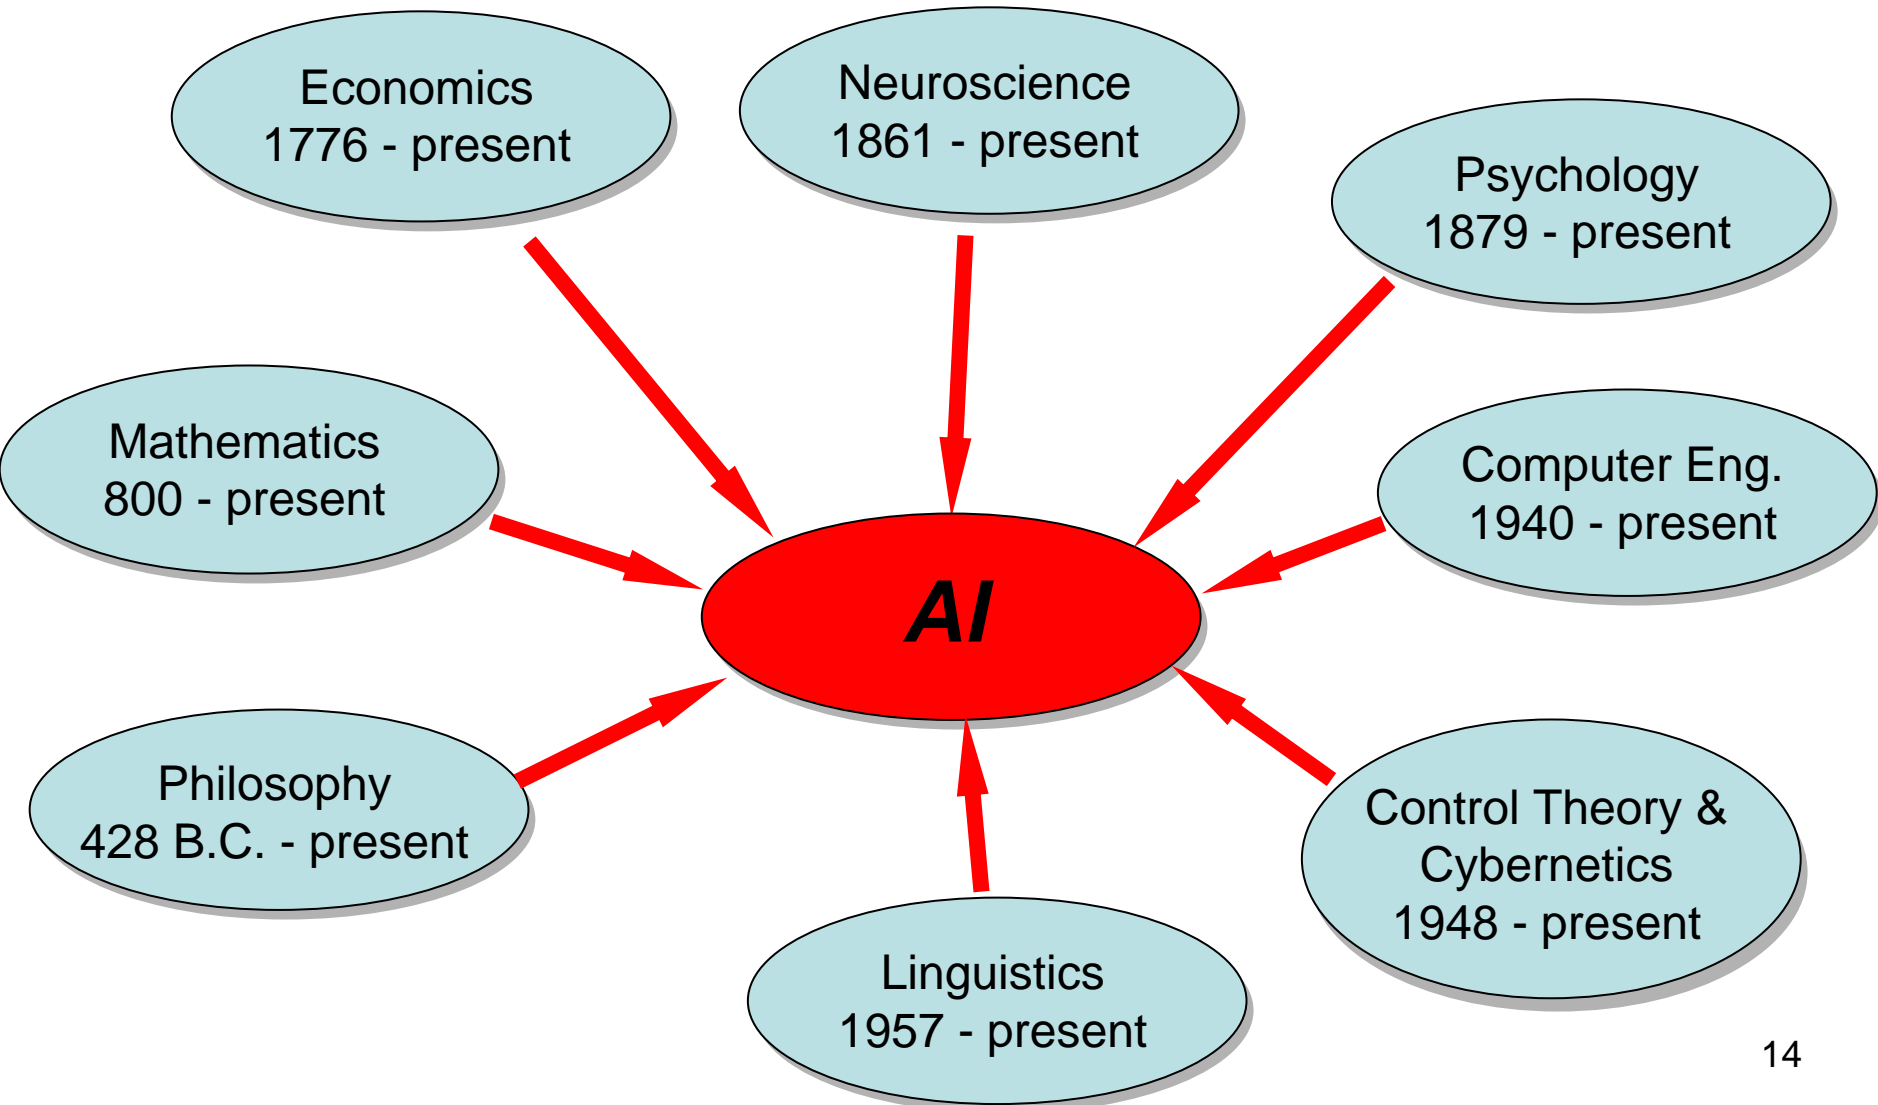 Economics
1776 - present
Neuroscience
1861 - present
Psychology
1879 - present
Mathematics
800 - present
Computer Eng.
1940 - present
AI
Philosophy
428 B.C. - present
Control Theory &
Cybernetics
1948 - present
Linguistics
1957 - present
14